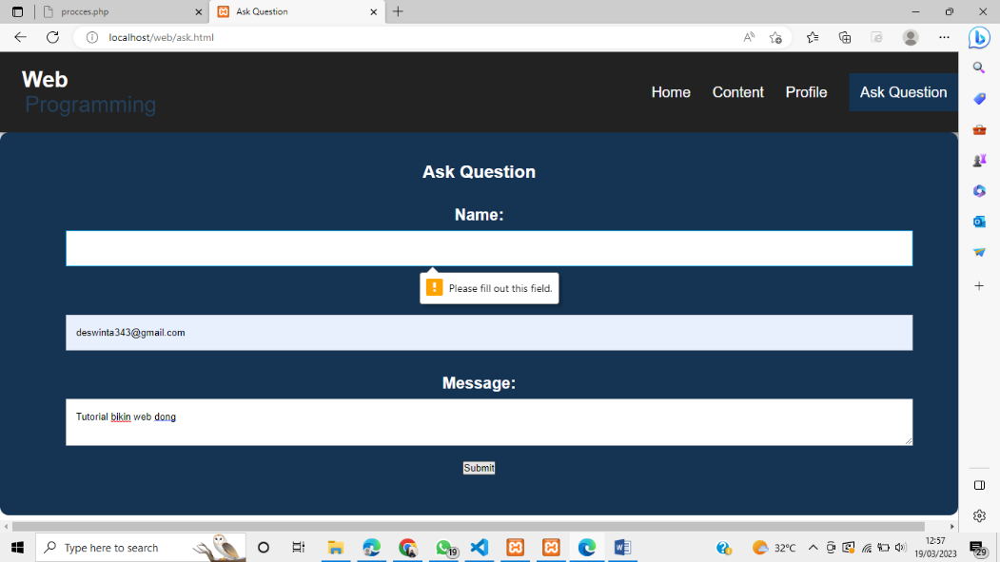 procces.php
Ask Question
localhost/web/ask.html
Web
Programming
Home
Content
Profile
Ask Question
Ask Question
Name:
Please fill out this field.
deswinta343@gmail.com
Message:
Tutorial bikin web dong
Submit
Type here to search
19
32°C
12:57
19/03/2023
29